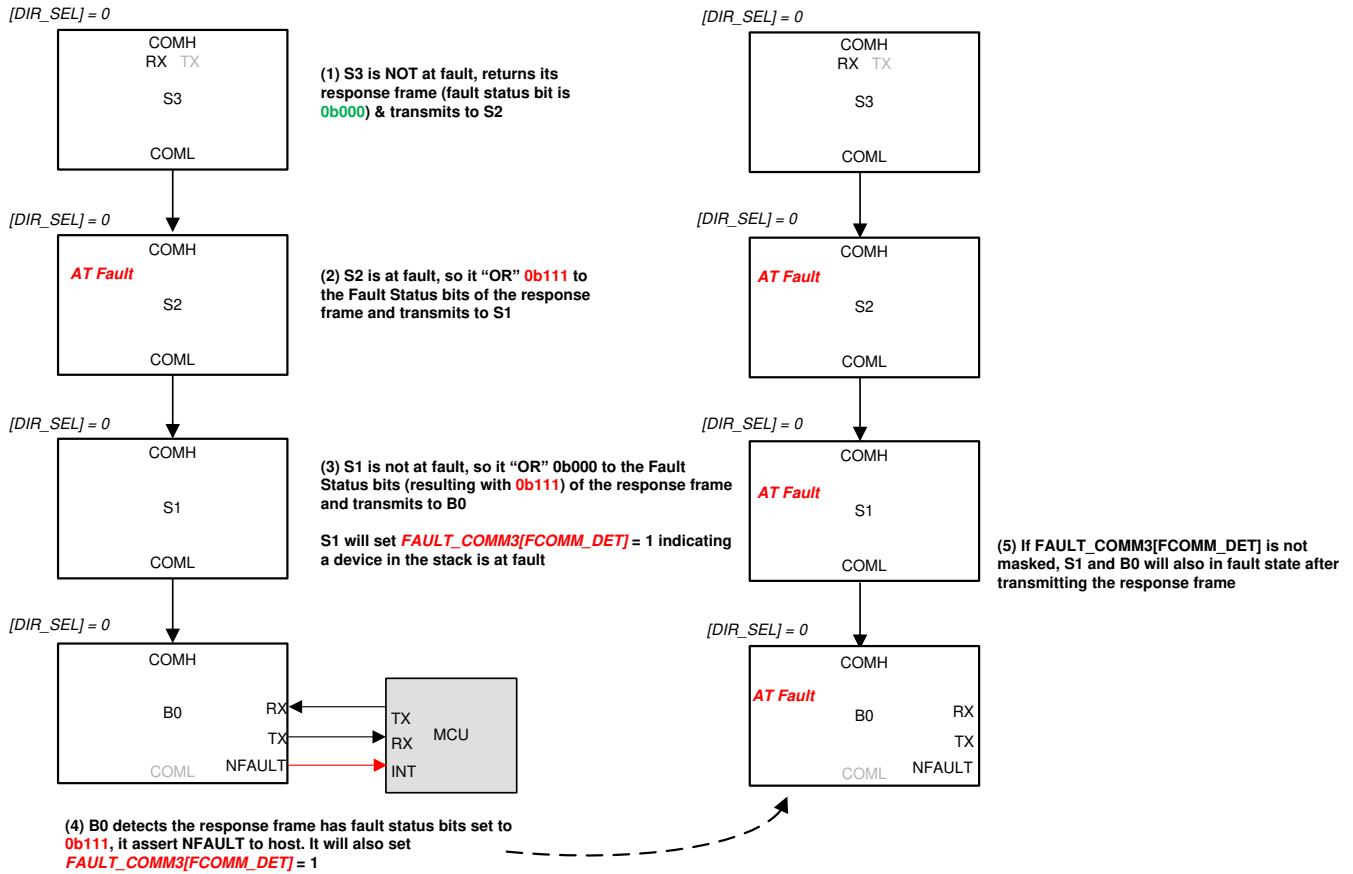 [DIR_SEL] = 0
COMH
RX TX
S3
COML
(1) S3 is NOT at fault, returns its
response frame (fault status bit is
0b000) & transmits to S2
[DIR_SEL] = 0
COMH
AT Fault
S2
COML
(2) S2 is at fault, so it “OR” 0b111 to
the Fault Status bits of the response
frame and transmits to S1
[DIR_SEL] = 0
COMH
S1
COML
(3) S1 is not at fault, so it “OR” 0b000 to the Fault
Status bits (resulting with 0b111) of the response frame
and transmits to B0
S1 will set FAULT_COMM3[FCOMM_DET] = 1 indicating
a device in the stack is at fault
[DIR_SEL] = 0
COMH
B0
RX
TX
COML
NFAULT
TX
RX
MCU
INT
(4) B0 detects the response frame has fault status bits set to
0b111, it assert NFAULT to host. It will also set
FAULT_COMM3[FCOMM_DET] = 1
[DIR_SEL] = 0
COMH
RX TX
S3
COML
[DIR_SEL] = 0
COMH
AT Fault
S2
COML
[DIR_SEL] = 0
COMH
AT Fault
S1
COML
(5) If FAULT_COMM3[FCOMM_DET] is not
masked, S1 and B0 will also in fault state after
transmitting the response frame
[DIR_SEL] = 0
COMH
AT Fault
B0
RX
TX
COML
NFAULT